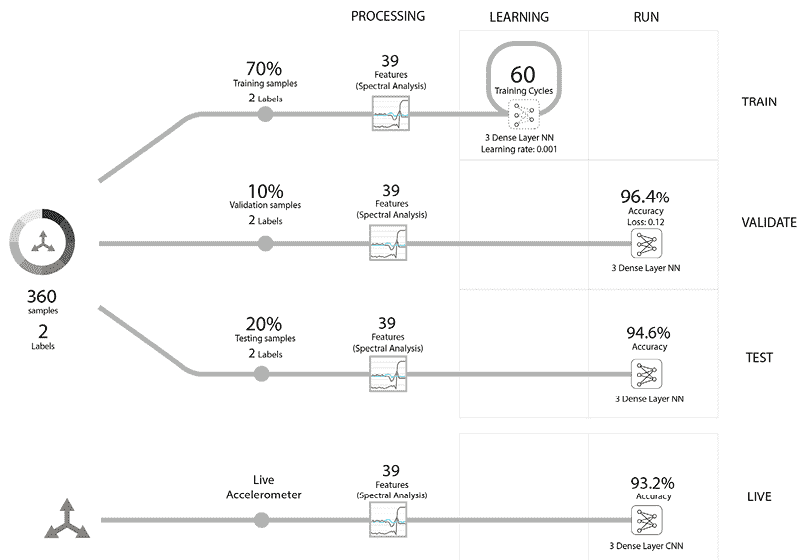 PROCESSING
LEARNING
RUN
70%
Training samples
2 Labels
39
Features
(Spectral Analysis)
60
Training Cycles
3 Dense Layer NN
Learning rate: 0.001
TRAIN
10%
Validation samples
2 Labels
39
Features
(Spectral Analysis)
96.4%
Accuracy
Loss: 0.12
3 Dense Layer NN
VALIDATE
360
samples
2
Labels
20%
Testing samples
2 Labels
39
Features
(Spectral Analysis)
94.6%
Accuracy
3 Dense Layer NN
TEST
Live
Accelerometer
39
Features
(Spectral Analysis)
93.2%
Accuracy
3 Dense Layer CNN
LIVE